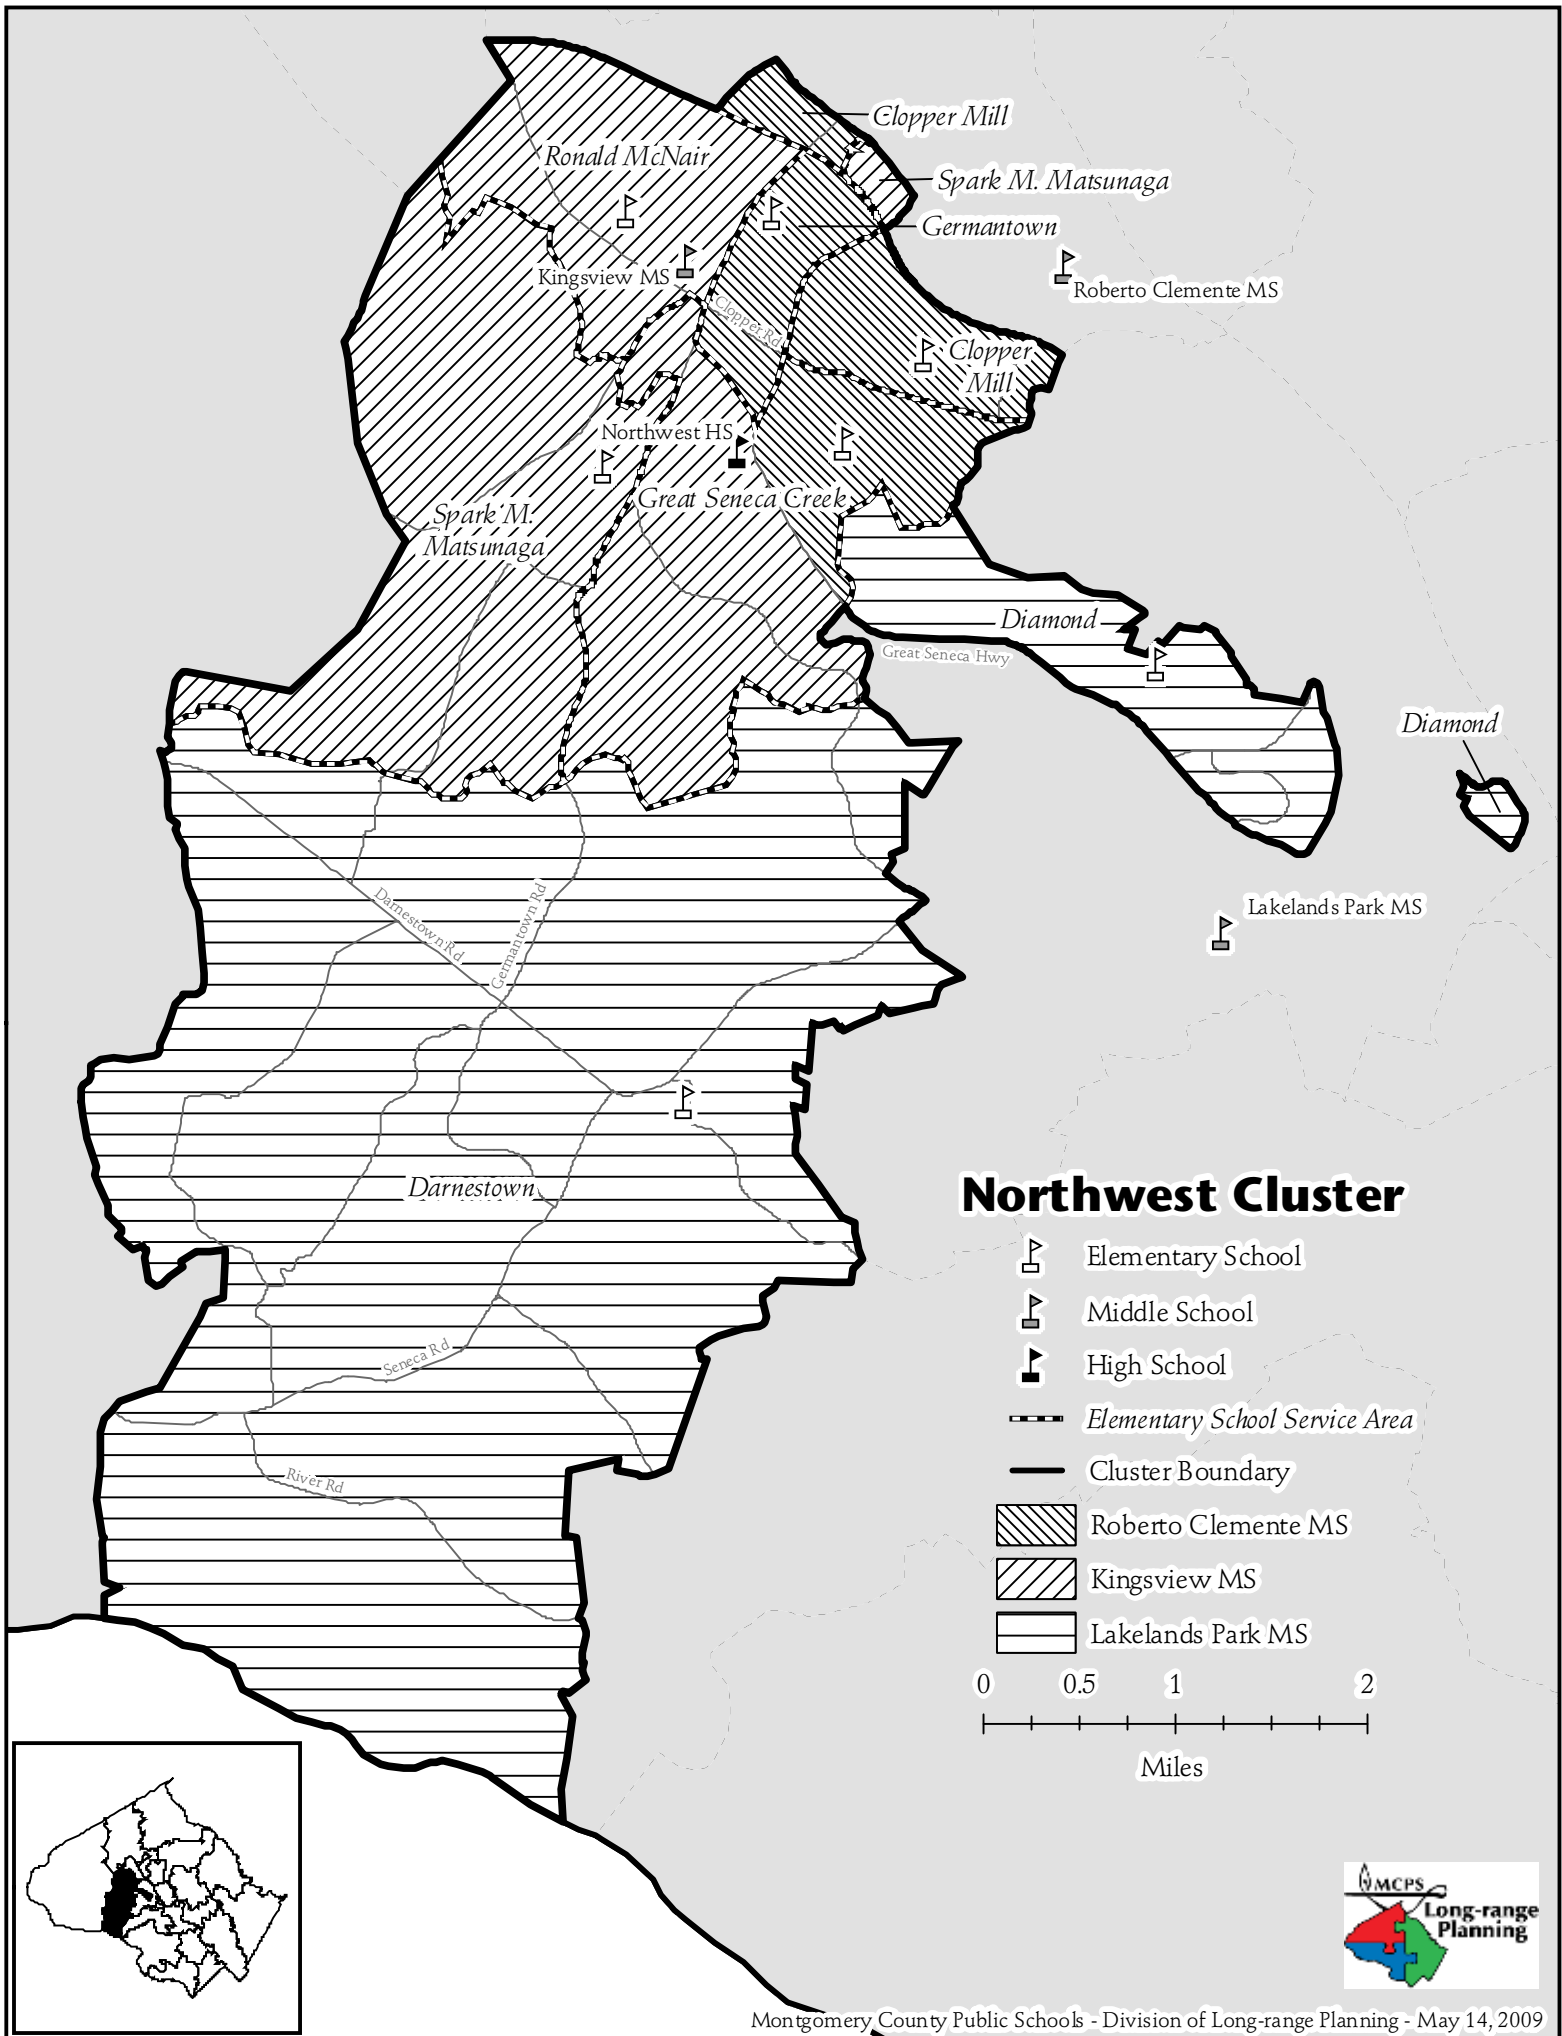 Clopper Mill
Ronald McNair
Spark M. Matsunaga
Germantown
Kingsview MS
Roberto Clemente MS
Clopper Rd
Clopper
Mill
Northwest HS
Great Seneca Creek
Spark M.
Matsunaga
Diamond
Great Seneca Hwy
Diamond
Lakelands Park MS
Darnestown Rd
Germantown Rd
Darnestown
Seneca Rd
River Rd
Northwest Cluster
Elementary School
Middle School
High School
Elementary School Service Area
Cluster Boundary
Roberto Clemente MS
Kingsview MS
Lakelands Park MS
0 0.5 1 2
Miles
MCPS
Long-range
Planning
Montgomery County Public Schools - Division of Long-range Planning - May 14, 2009